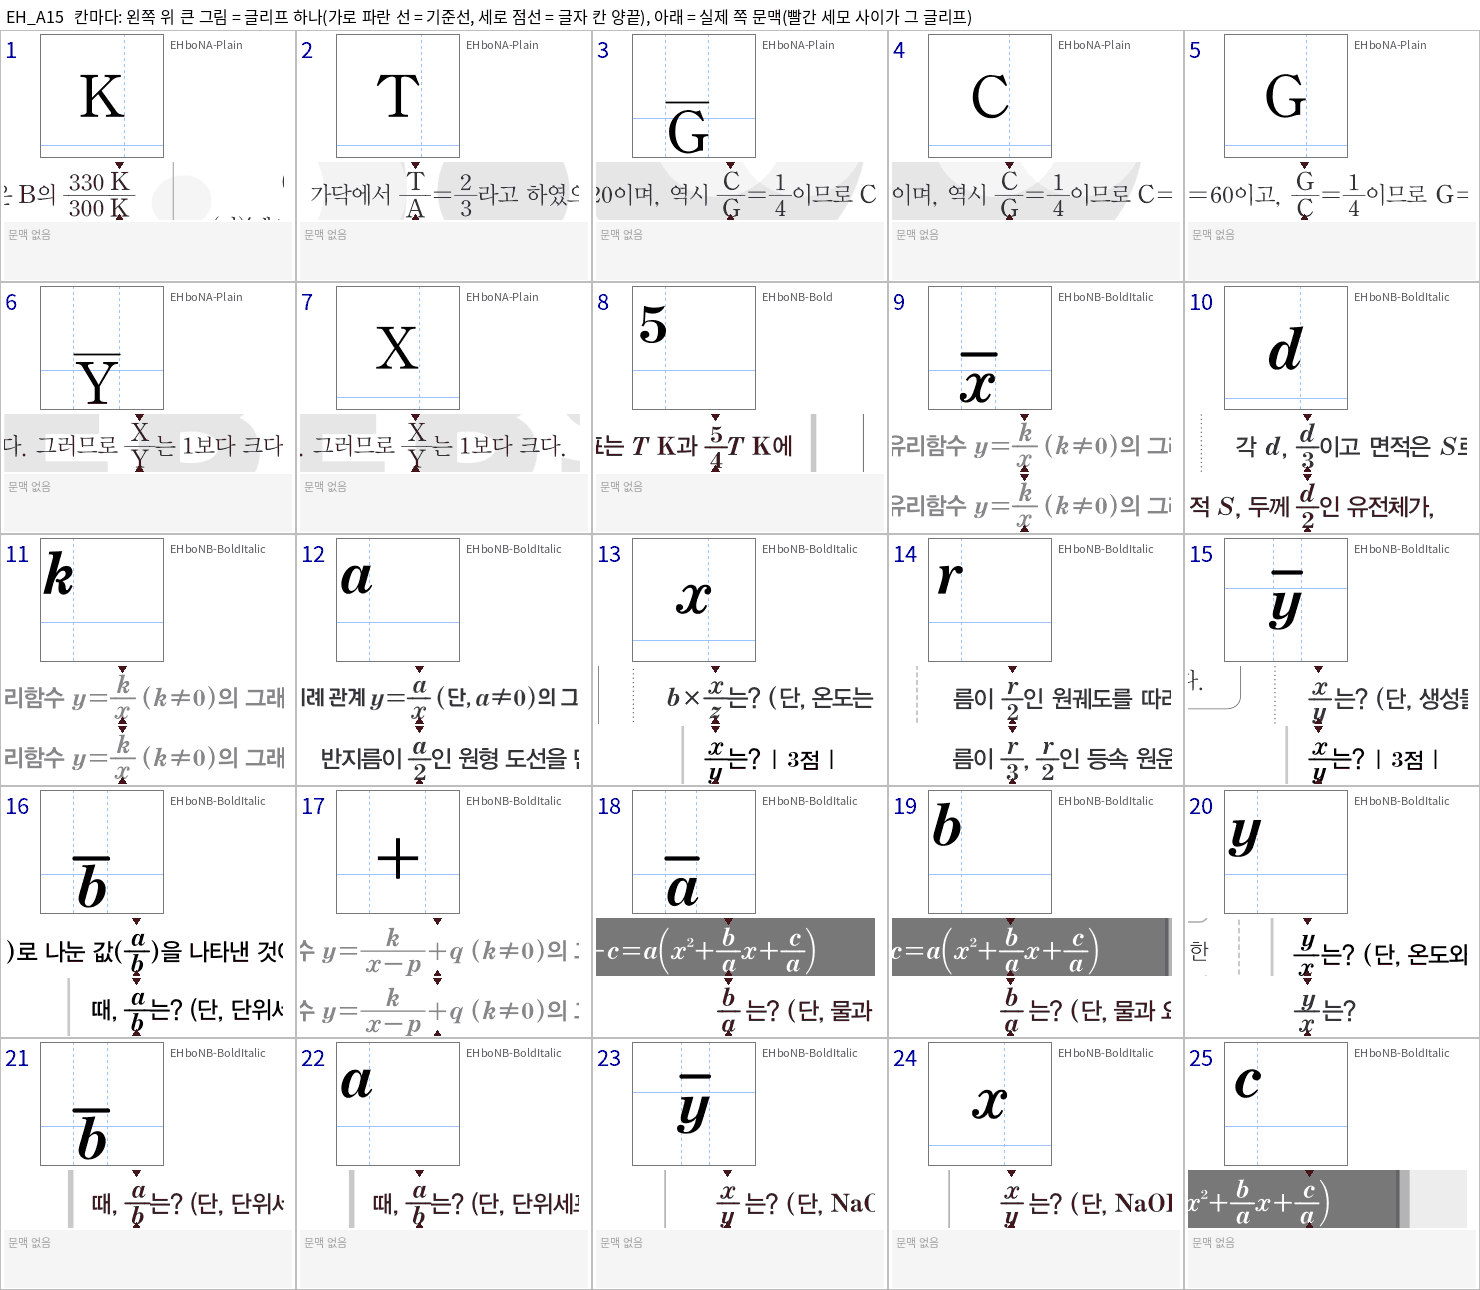 EH_A15 칸마다: 왼쪽 위 큰 그림 = 글리프 하나(가로 파란 선 = 기준선, 세로 점선 = 글자 칸 양끝), 아래 = 실제 쪽 문맥(빨간 세모 사이가 그 글리프)
1 K EHboNA-Plain
B의 330 K / 300 K
문맥 없음
2 T EHboNA-Plain
가닥에서 T/A = 2/3 라고 하였으
문맥 없음
3 G EHboNA-Plain
20이며, 역시 C/G = 1/4 이므로 C
문맥 없음
4 C EHboNA-Plain
이며, 역시 C/G = 1/4 이므로 C=
문맥 없음
5 G EHboNA-Plain
=60이고, G/C = 1/4 이므로 G=
문맥 없음
6 Y EHboNA-Plain
다. 그러므로 X/Y 는 1보다 크다
문맥 없음
7 X EHboNA-Plain
. 그러므로 X/Y 는 1보다 크다.
문맥 없음
8 5 EHboNB-Bold
는 T K과 5/4 T K에
문맥 없음
9 x EHboNB-BoldItalic
유리함수 y = k/x (k≠0)의 그래
유리함수 y = k/x (k≠0)의 그래
10 d EHboNB-BoldItalic
각 d, d/3 이고 면적은 S로
적 S, 두께 d/2 인 유전체가,
11 k EHboNB-BoldItalic
리함수 y = k/x (k≠0)의 그래
리함수 y = k/x (k≠0)의 그래
12 a EHboNB-BoldItalic
례 관계 y = a/x (단, a≠0)의 그
반지름이 a/2 인 원형 도선을
13 x EHboNB-BoldItalic
b × x/z 는? (단, 온도는
x/y 는? | 3점 |
14 r EHboNB-BoldItalic
름이 r/2 인 원궤도를 따라
름이 r/3, r/2 인 등속 원운
15 y EHboNB-BoldItalic
x/y 는? (단, 생성물
x/y 는? | 3점 |
16 b EHboNB-BoldItalic
)로 나눈 값( a/b )을 나타낸 것(
때, a/b 는? (단, 단위세
17 + EHboNB-BoldItalic
수 y = k/x−p + q (k≠0)의
수 y = k/x−p + q (k≠0)의
18 a EHboNB-BoldItalic
+c = a(x² + b/a x + c/a)
b/a 는? (단, 물과
19 b EHboNB-BoldItalic
c = a(x² + b/a x + c/a)
b/a 는? (단, 물과
20 y EHboNB-BoldItalic
한 y/x 는? (단, 온도와
y/x 는?
21 b EHboNB-BoldItalic
때, a/b 는? (단, 단위세
문맥 없음
22 a EHboNB-BoldItalic
때, a/b 는? (단, 단위세포
문맥 없음
23 y EHboNB-BoldItalic
x/y 는? (단, NaO
문맥 없음
24 x EHboNB-BoldItalic
x/y 는? (단, NaOH
문맥 없음
25 c EHboNB-BoldItalic
x² + b/a x + c/a )
문맥 없음